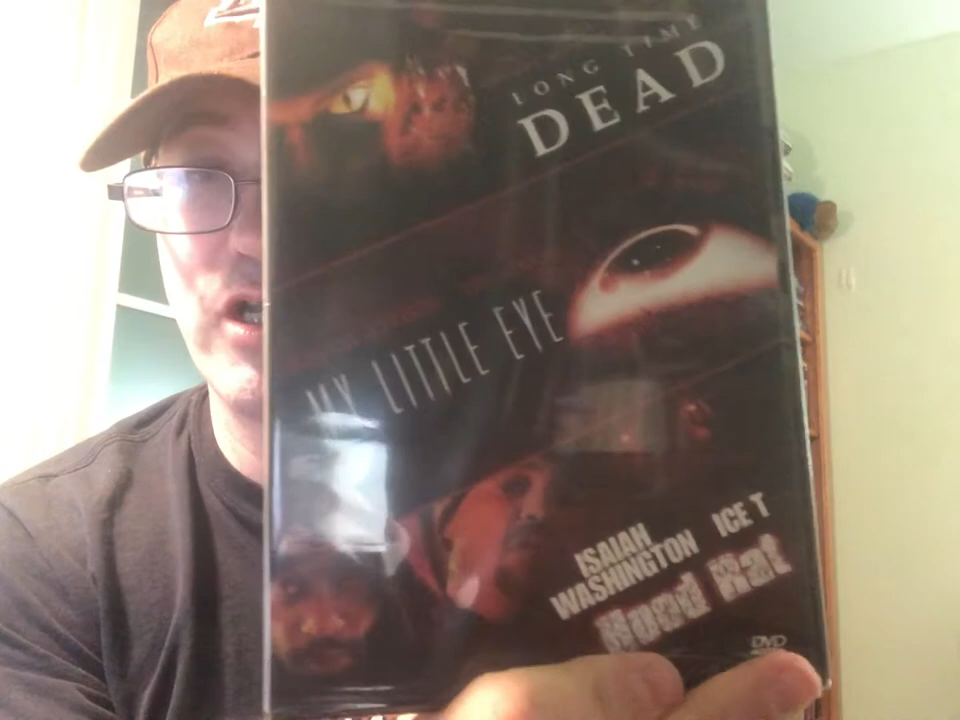 LONG TIME
DEAD
MY LITTLE EYE
ISAIAH
WASHINGTON
ICE T
Hood Rat
DVD